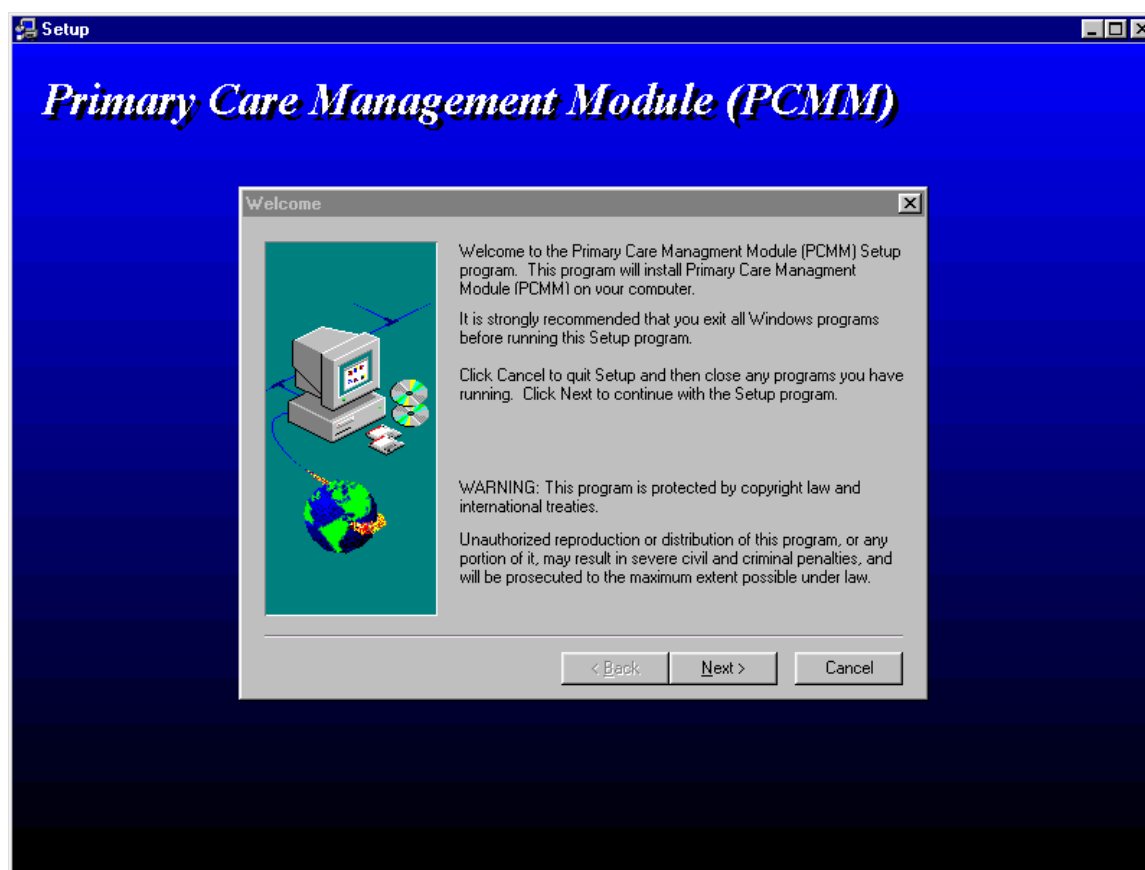 Setup
Primary Care Management Module (PCMM)
Welcome
Welcome to the Primary Care Managment Module (PCMM) Setup
program.  This program will install Primary Care Managment
Module (PCMM) on your computer.
It is strongly recommended that you exit all Windows programs
before running this Setup program.
Click Cancel to quit Setup and then close any programs you have
running.  Click Next to continue with the Setup program.
WARNING: This program is protected by copyright law and
international treaties.
Unauthorized reproduction or distribution of this program, or any
portion of it, may result in severe civil and criminal penalties, and
will be prosecuted to the maximum extent possible under law.
< Back Next > Cancel